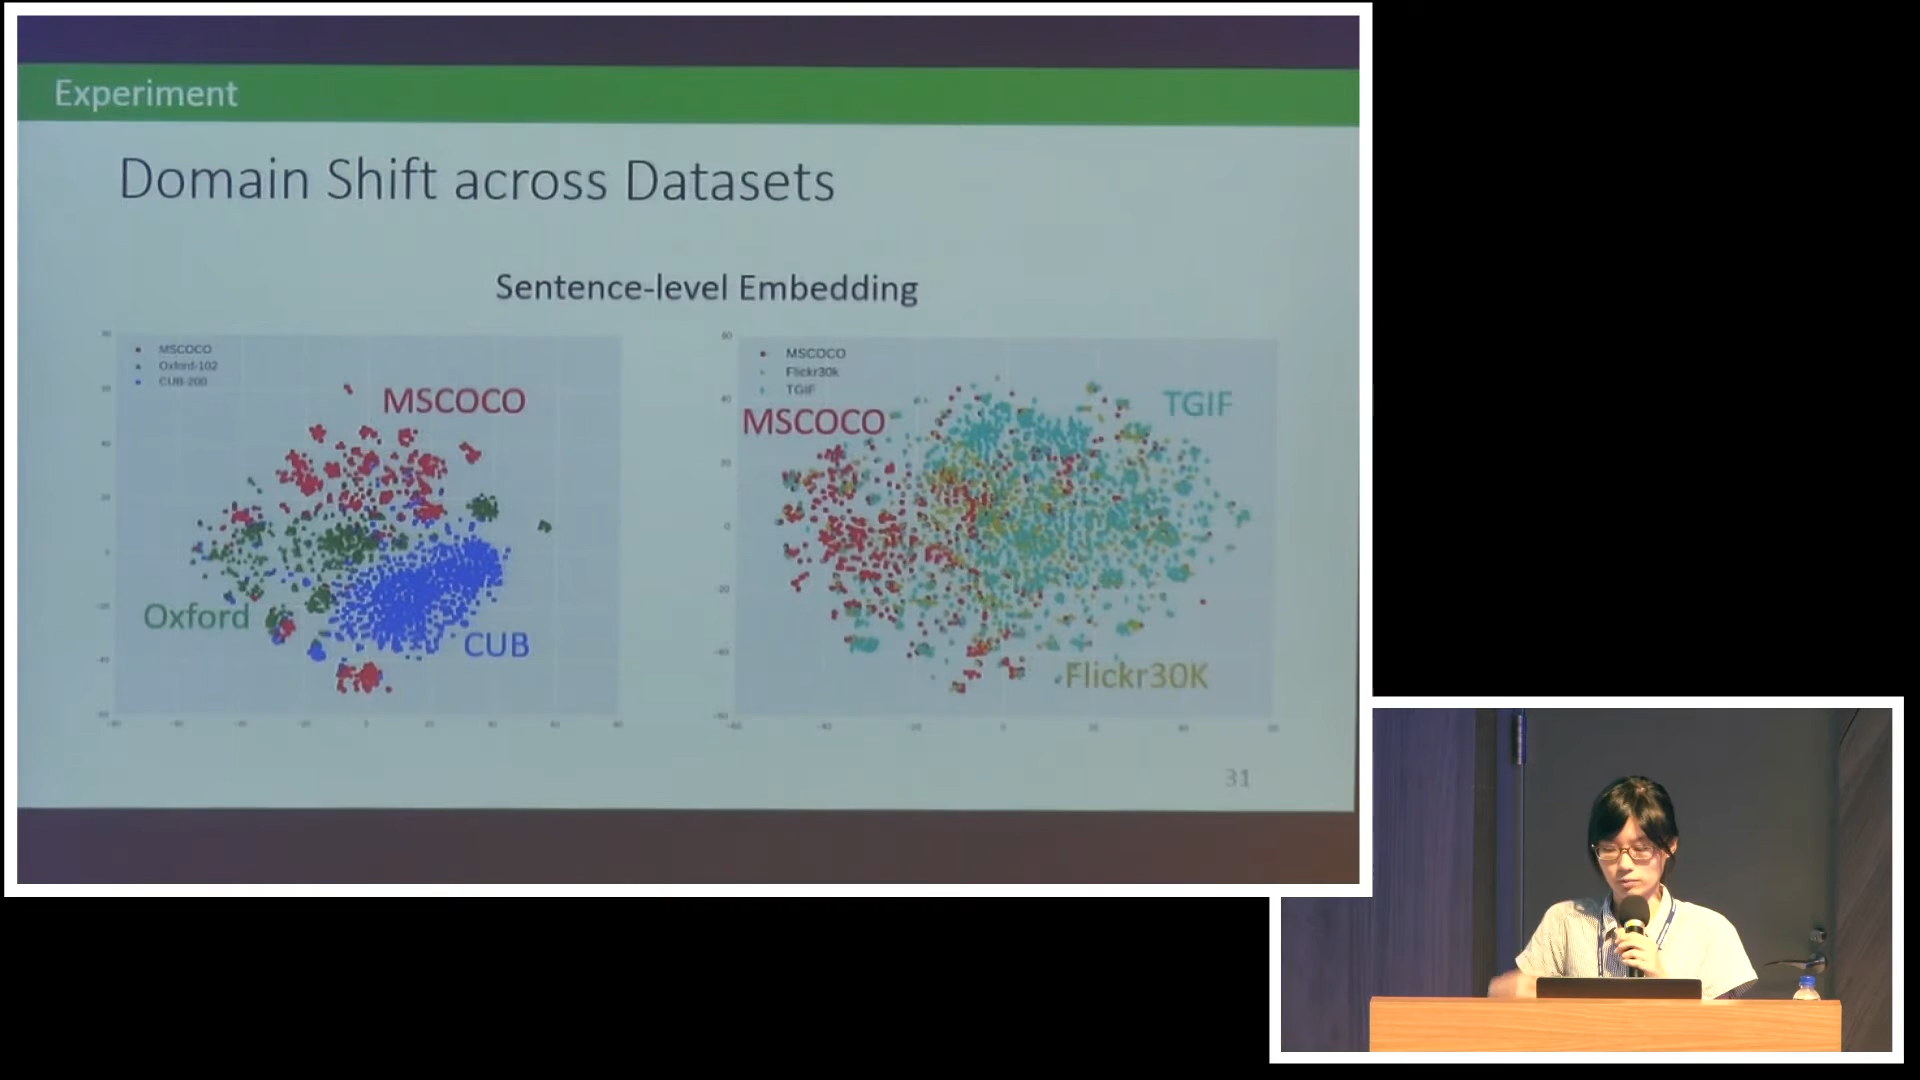 Experiment
Domain Shift across Datasets
Sentence-level Embedding
MSCOCO
Oxford-102
CUB-200
MSCOCO
Oxford
CUB
MSCOCO
Flickr30k
TGIF
MSCOCO
TGIF
Flickr30K
31